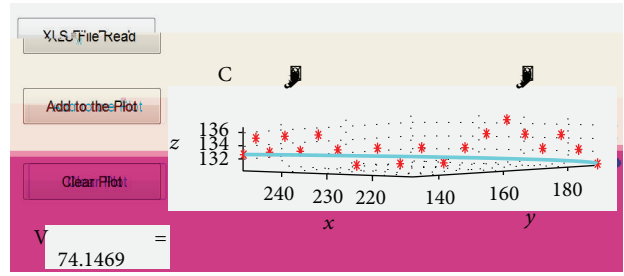 XLS File Read
C
Add to the Plot
z
136
134
132
Clear Plot
240 230 220 140 160 180
x y
V =
74.1469